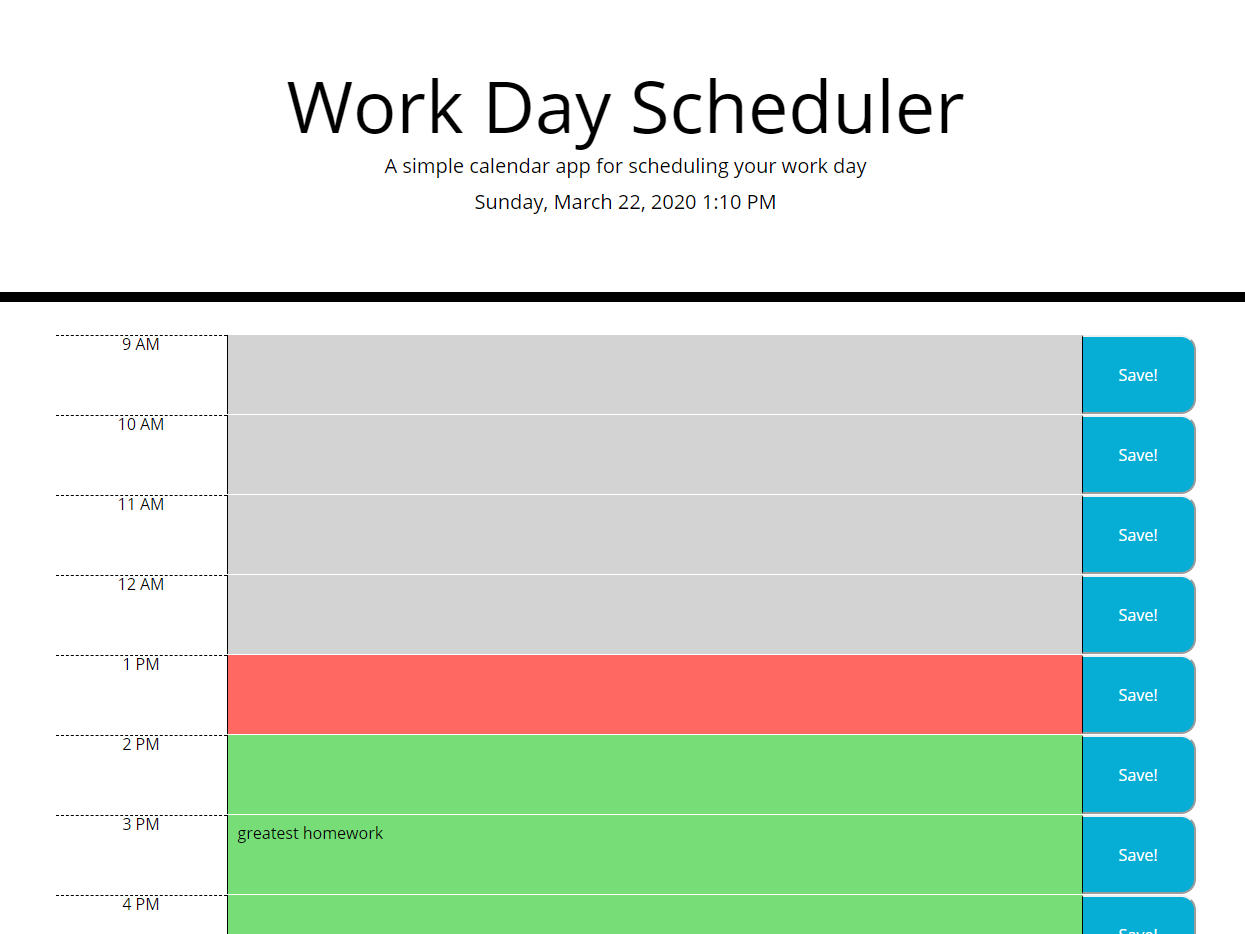 Work Day Scheduler
A simple calendar app for scheduling your work day
Sunday, March 22, 2020 1:10 PM
9 AM
Save!
10 AM
Save!
11 AM
Save!
12 AM
Save!
1 PM
Save!
2 PM
Save!
3 PM
greatest homework
Save!
4 PM
Save!